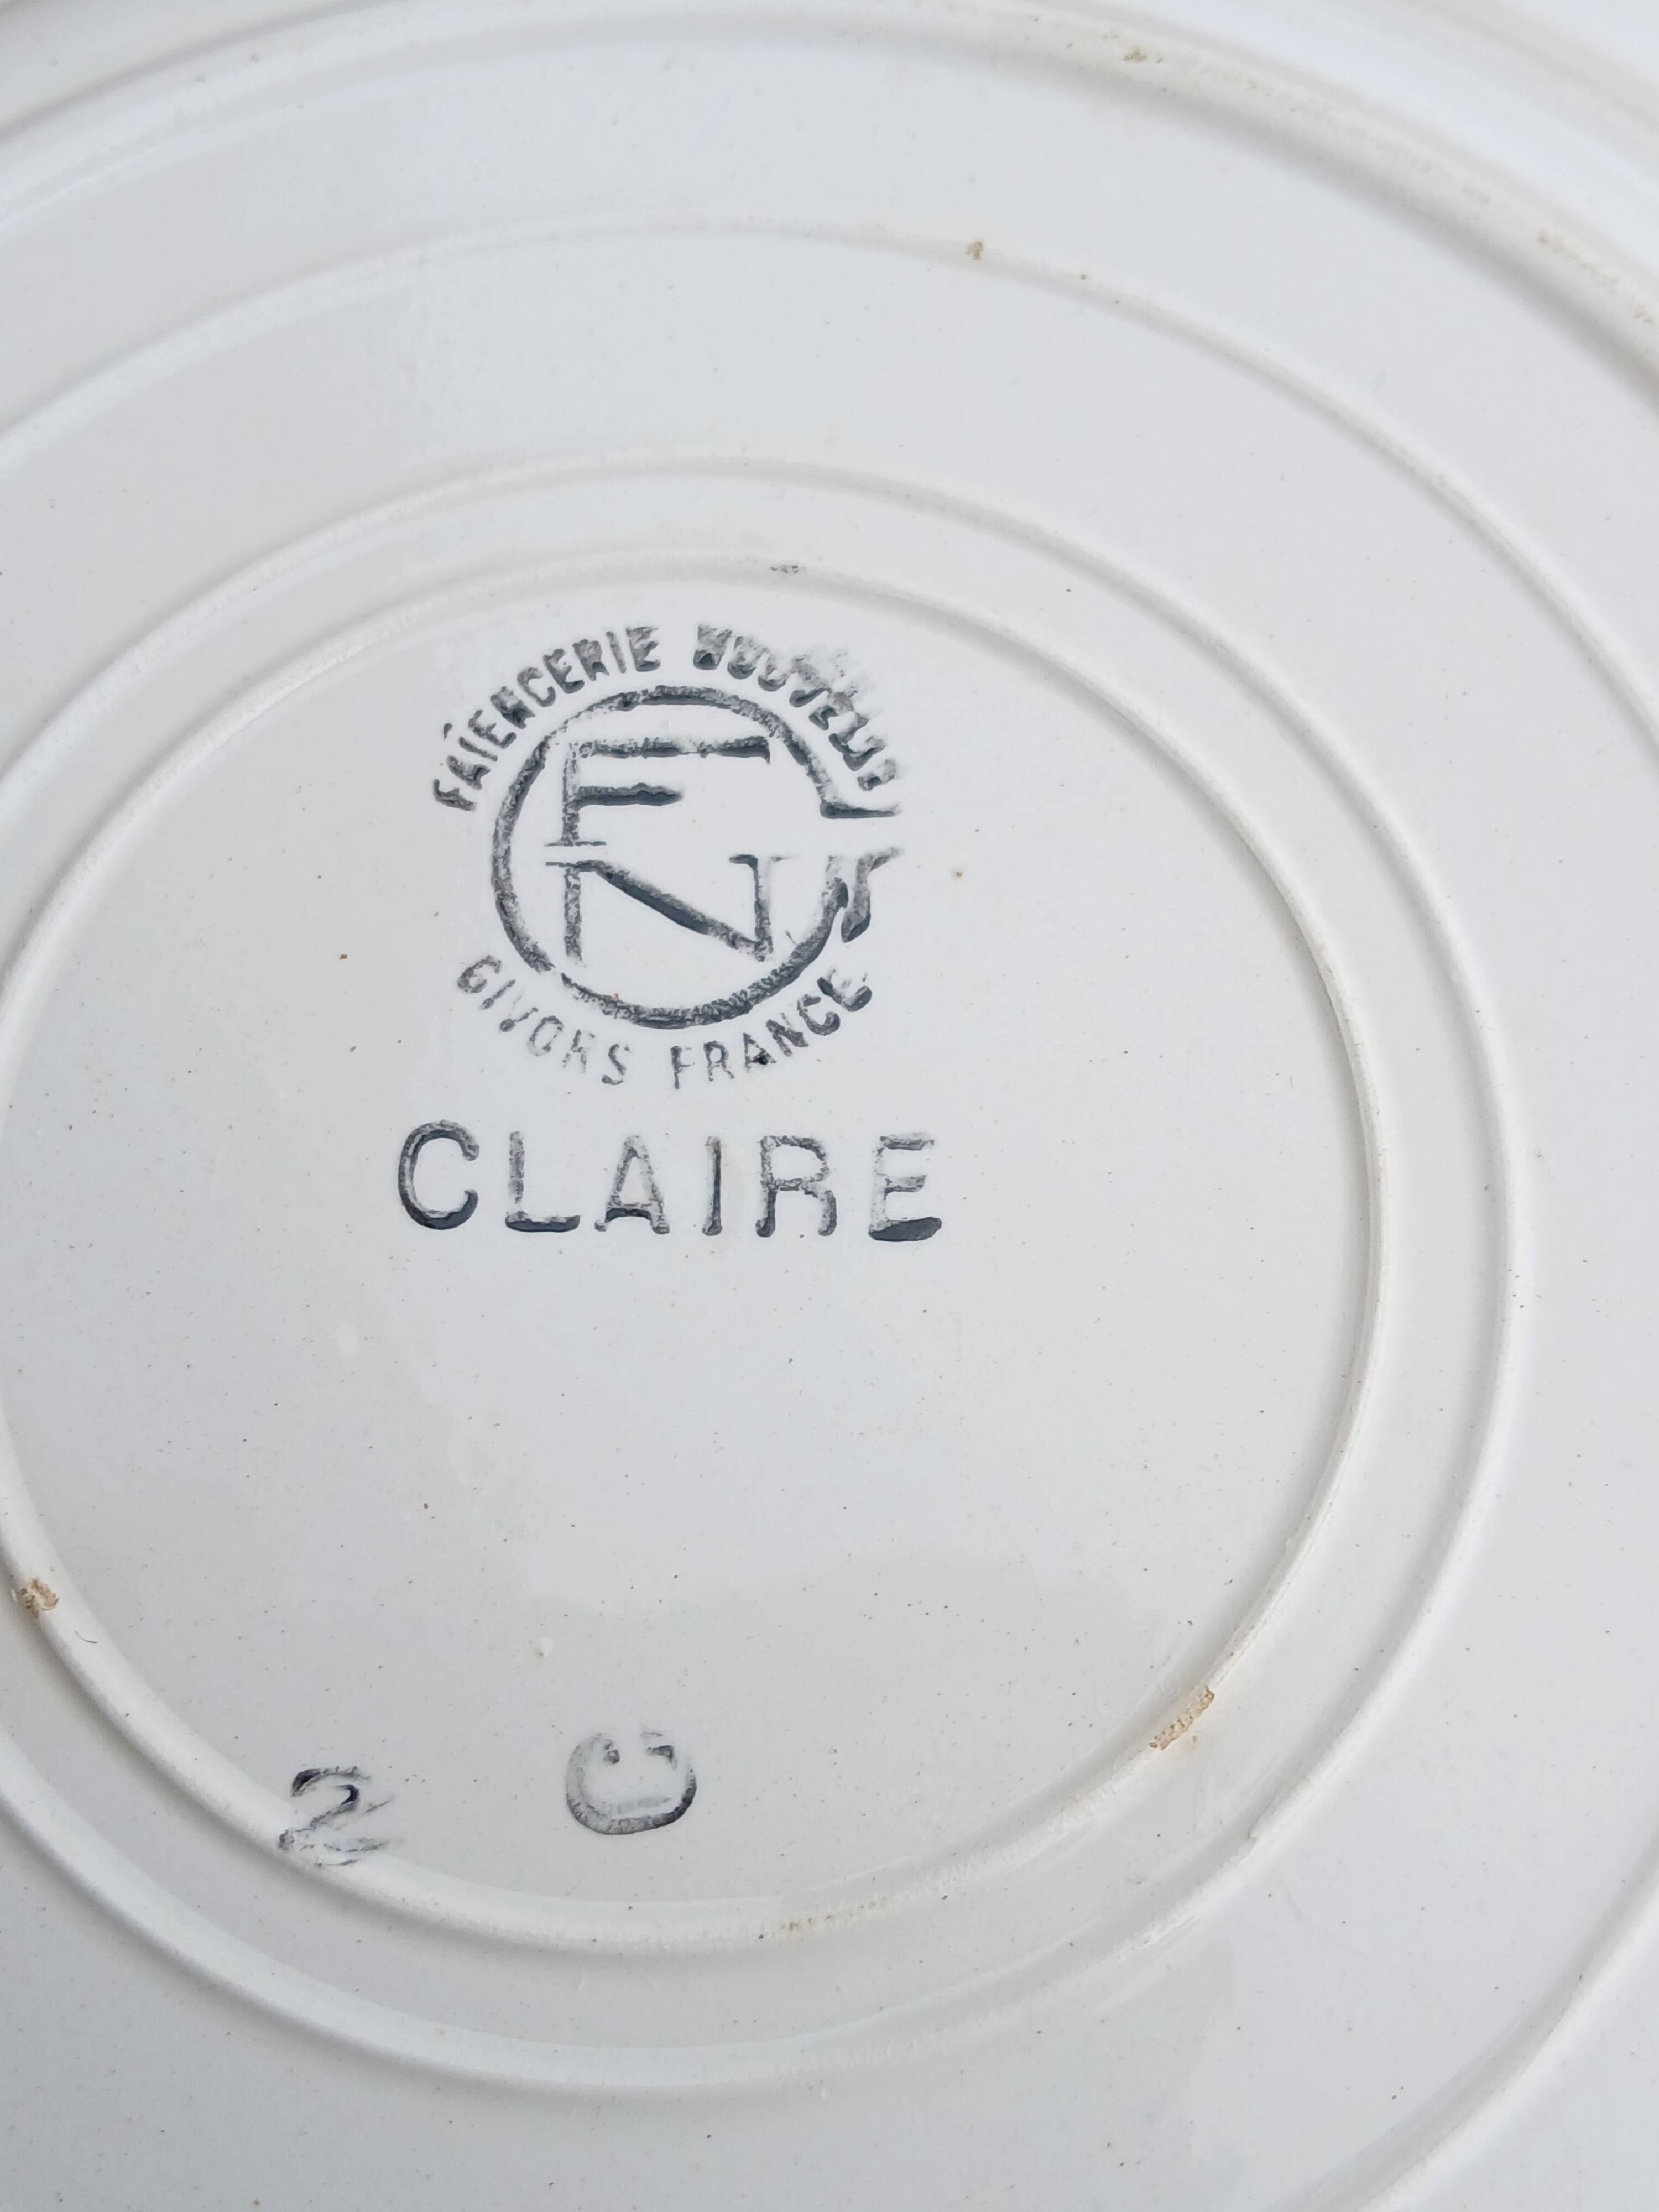 FAÏENCERIE NOUVELLE
FN
GIVORS FRANCE
CLAIRE
2 C